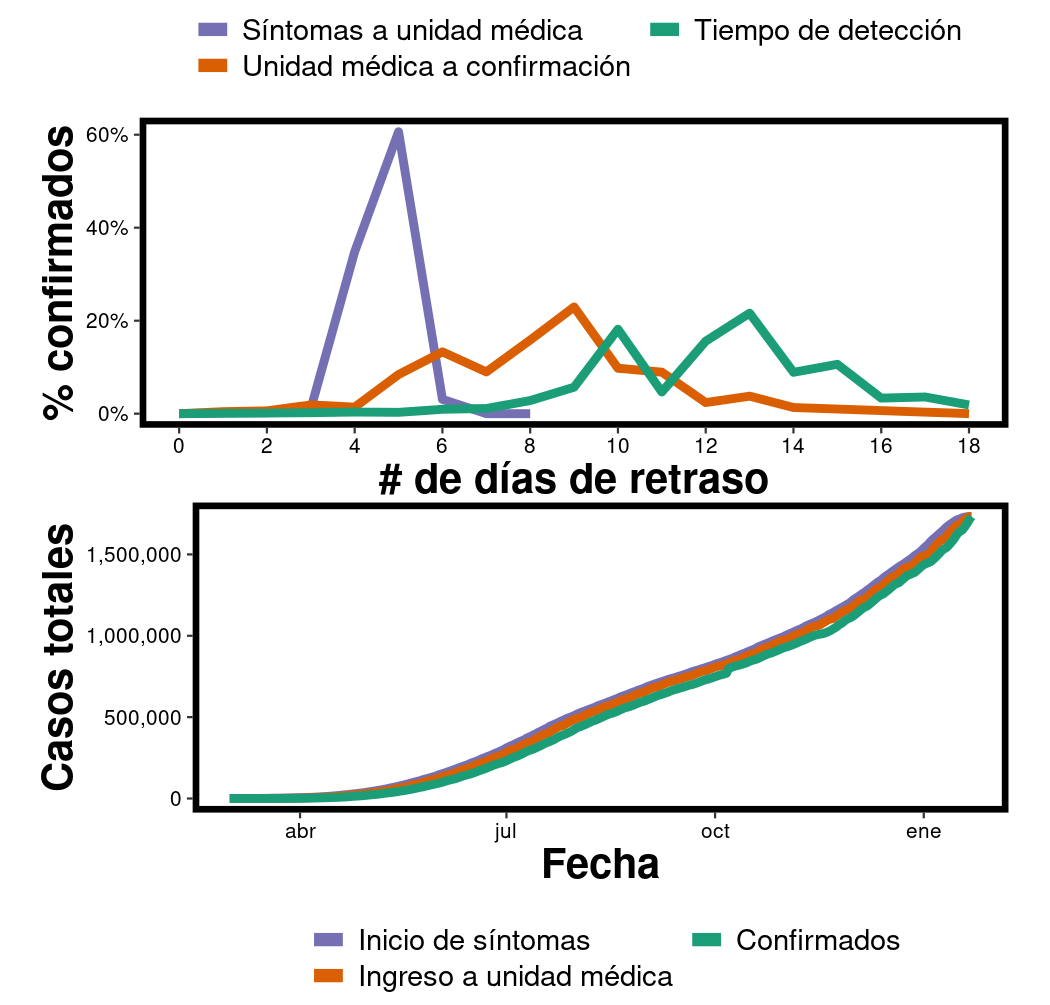 Síntomas a unidad médica
Tiempo de detección
Unidad médica a confirmación
% confirmados
60%
40%
20%
0%
0 2 4 6 8 10 12 14 16 18
# de días de retraso
Casos totales
1,500,000
1,000,000
500,000
0
abr jul oct ene
Fecha
Inicio de síntomas
Confirmados
Ingreso a unidad médica